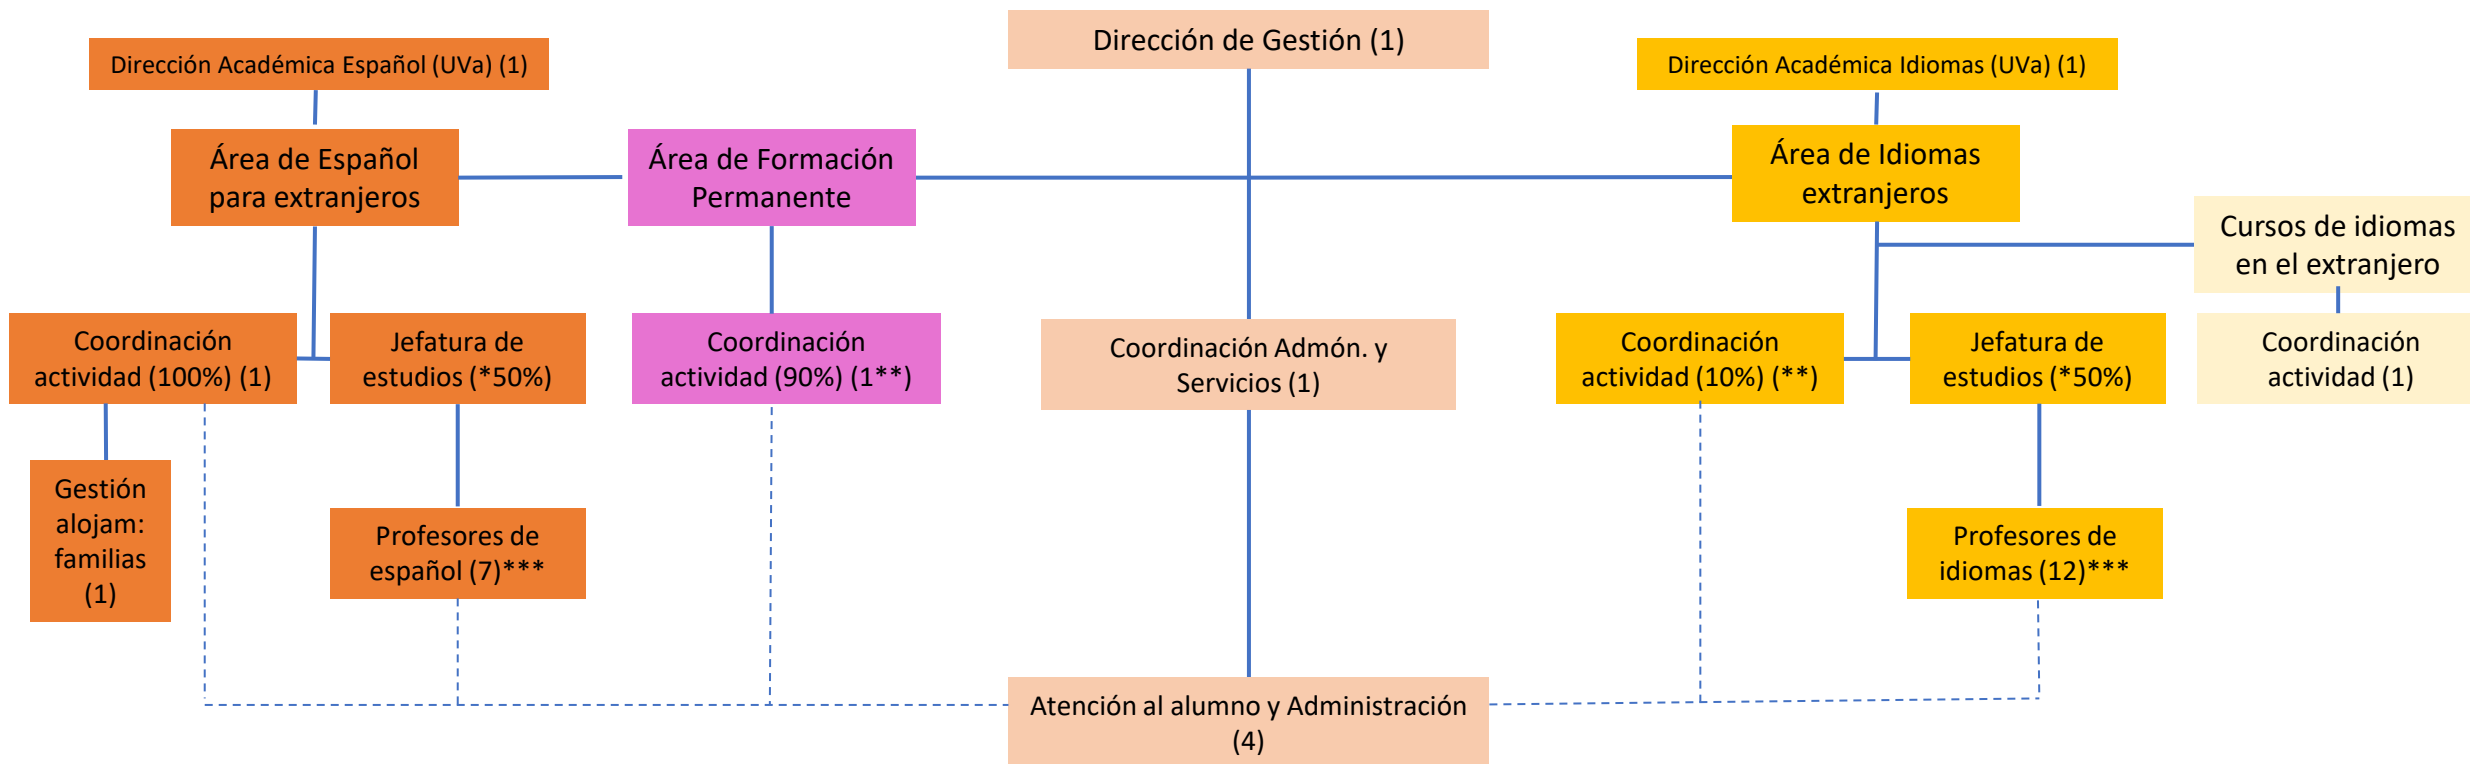 Dirección de Gestión (1)
Dirección Académica Español (UVa) (1)
Dirección Académica Idiomas (UVa) (1)
Área de Español
para extranjeros
Área de Formación
Permanente
Área de Idiomas
extranjeros
Cursos de idiomas
en el extranjero
Coordinación
actividad (100%) (1)
Jefatura de
estudios (*50%)
Coordinación
actividad (90%) (1**)
Coordinación Admón. y
Servicios (1)
Coordinación
actividad (10%) (**)
Jefatura de
estudios (*50%)
Coordinación
actividad (1)
Gestión
alojam:
familias
(1)
Profesores de
español (7)***
Profesores de
idiomas (12)***
Atención al alumno y Administración
(4)